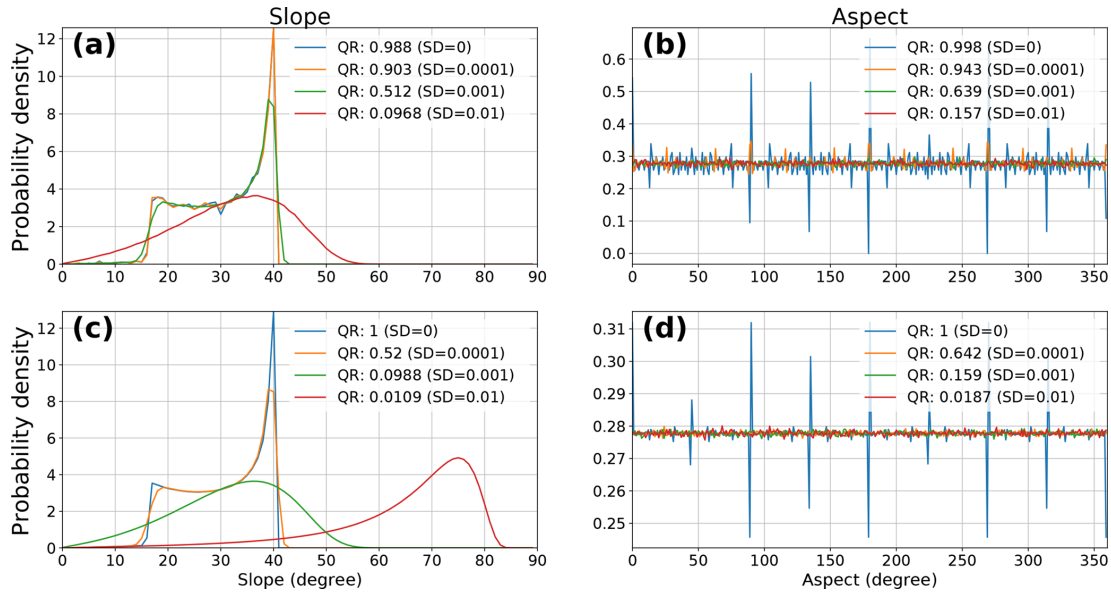 Slope
Aspect
(a)
QR: 0.988 (SD=0)
QR: 0.903 (SD=0.0001)
QR: 0.512 (SD=0.001)
QR: 0.0968 (SD=0.01)
Probability density
12
10
8
6
4
2
0
0 10 20 30 40 50 60 70 80 90
(b)
QR: 0.998 (SD=0)
QR: 0.943 (SD=0.0001)
QR: 0.639 (SD=0.001)
QR: 0.157 (SD=0.01)
0.6
0.5
0.4
0.3
0.2
0.1
0.0
0 50 100 150 200 250 300 350
(c)
QR: 1 (SD=0)
QR: 0.52 (SD=0.0001)
QR: 0.0988 (SD=0.001)
QR: 0.0109 (SD=0.01)
Probability density
12
10
8
6
4
2
0
0 10 20 30 40 50 60 70 80 90
Slope (degree)
(d)
QR: 1 (SD=0)
QR: 0.642 (SD=0.0001)
QR: 0.159 (SD=0.001)
QR: 0.0187 (SD=0.01)
0.31
0.30
0.29
0.28
0.27
0.26
0.25
0 50 100 150 200 250 300 350
Aspect (degree)